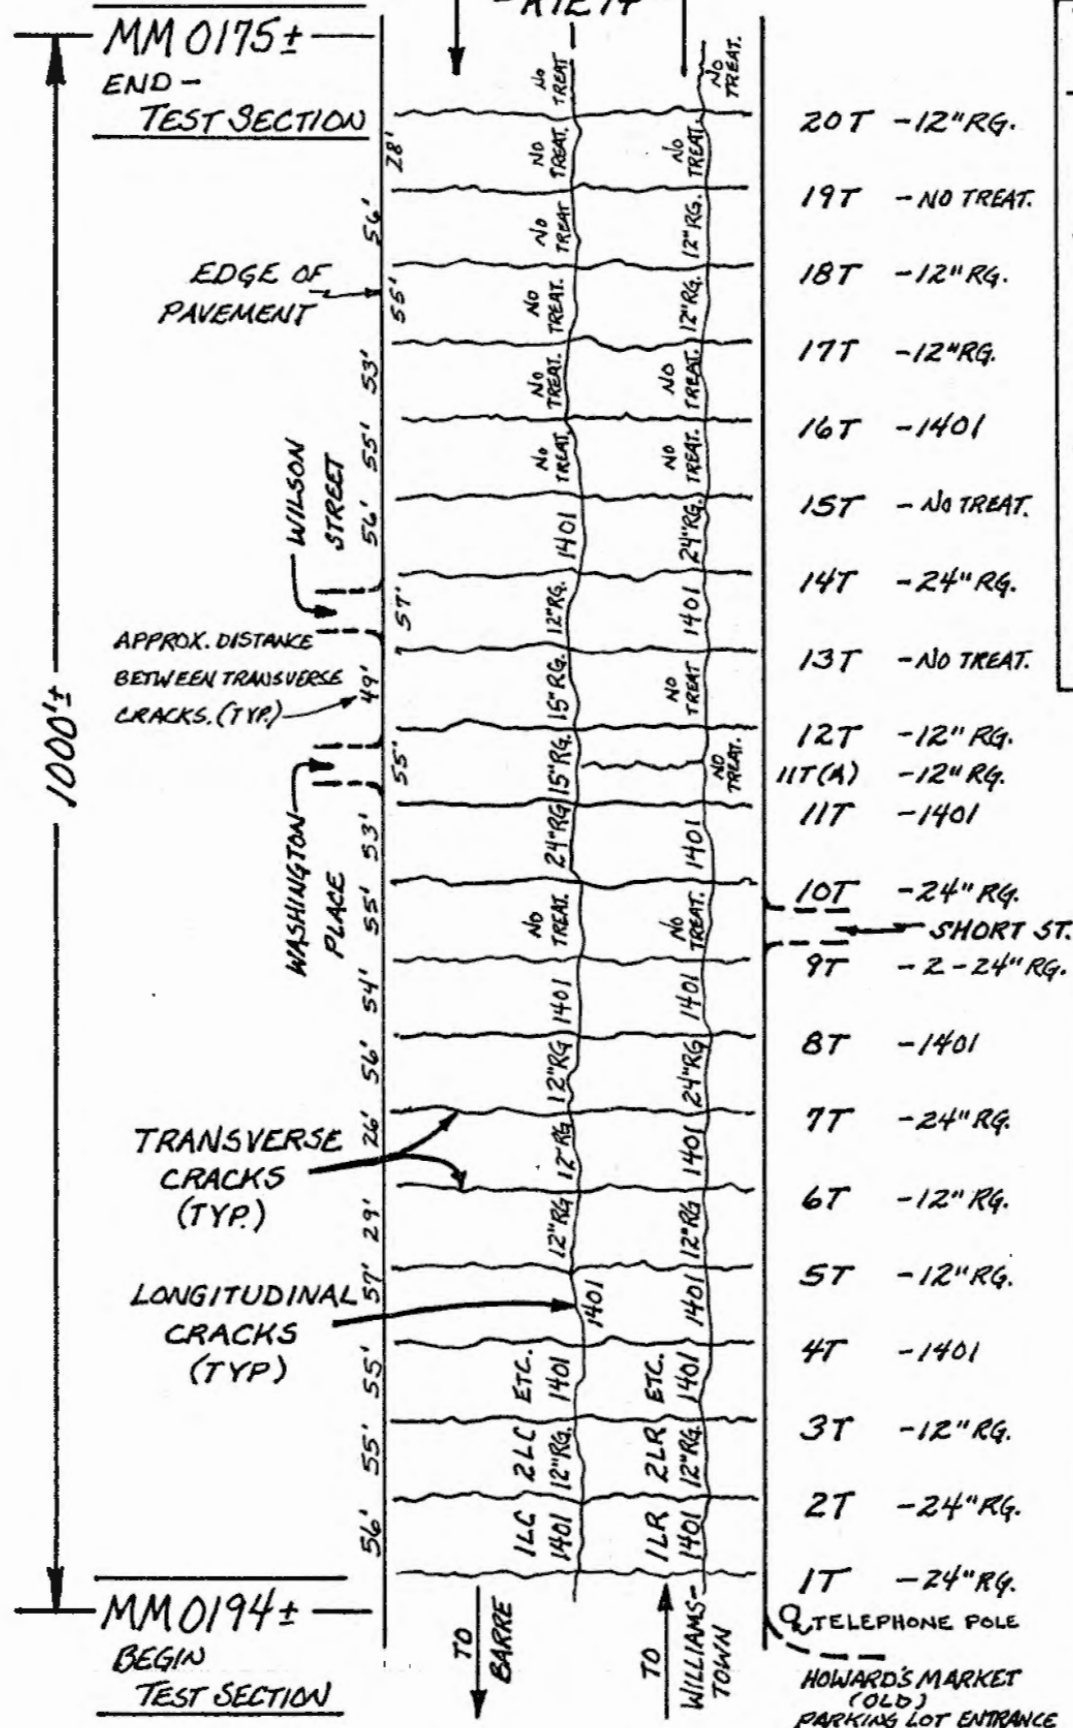 RTE 14
MM 0175±
END -
TEST SECTION
1000'±
EDGE OF
PAVEMENT
WILSON
STREET
APPROX. DISTANCE
BETWEEN TRANSVERSE
CRACKS. (TYP.)
WASHINGTON
PLACE
TRANSVERSE
CRACKS
(TYP.)
LONGITUDINAL
CRACKS
(TYP)
MM 0194±
BEGIN
TEST SECTION
28'
56'
55'
53'
55'
56'
57'
49'
55'
53'
55'
54'
56'
26'
29'
57'
55'
55'
56'
NO
TREAT
NO
TREAT.
NO
TREAT
NO
TREAT.
NO
TREAT.
NO
TREAT.
1401
12"RG.
15"RG.
15"RG.
24"RG
NO
TREAT.
1401
12"RG
12"RG
12"RG
1401
ETC.
1401
2LC
12"RG.
1LC
1401
NO
TREAT.
NO
TREAT.
12"RG.
12"RG.
NO
TREAT.
NO
TREAT.
24"RG.
1401
NO
TREAT
NO
TREAT.
1401
NO
TREAT.
1401
24"RG
1401
12"RG
1401
ETC.
1401
2LR
12"RG.
1LR
1401
TO
BARRE
TO
WILLIAMS-
TOWN
20T -12"RG.
19T -NO TREAT.
18T -12"RG.
17T -12"RG.
16T -1401
15T -NO TREAT.
14T -24"RG.
13T -NO TREAT.
12T -12"RG.
11T(A) -12"RG.
11T -1401
10T -24"RG.
SHORT ST.
9T -2-24"RG.
8T -1401
7T -24"RG.
6T -12"RG.
5T -12"RG.
4T -1401
3T -12"RG.
2T -24"RG.
1T -24"RG.
TELEPHONE POLE
HOWARD'S MARKET
(OLD)
PARKING LOT ENTRANCE